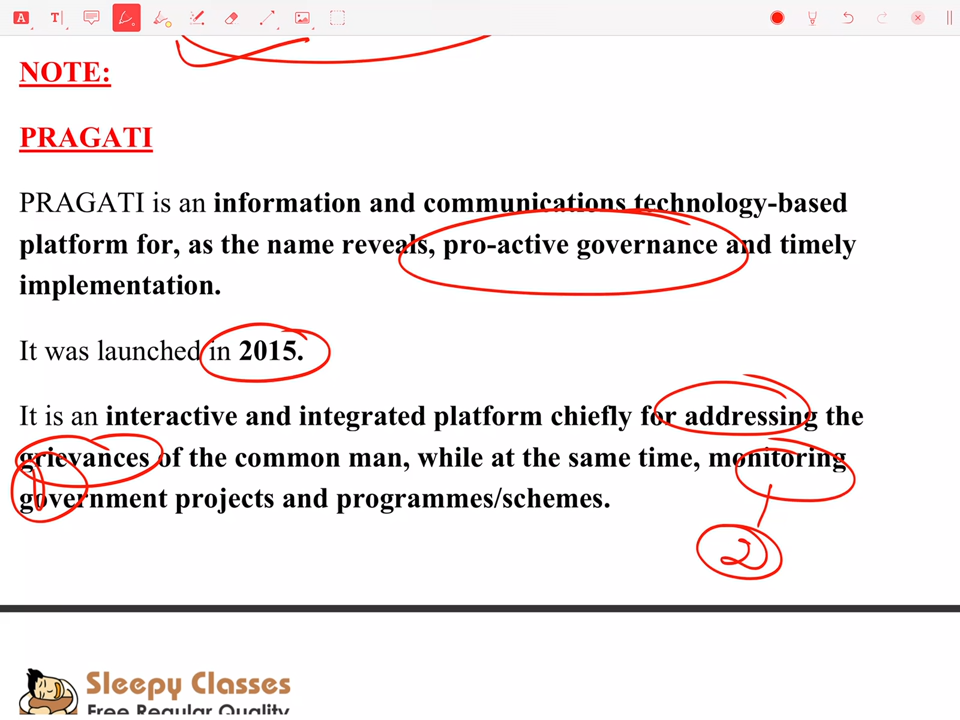 NOTE:
PRAGATI
PRAGATI is an information and communications technology-based
platform for, as the name reveals, pro-active governance and timely
implementation.
It was launched in 2015.
It is an interactive and integrated platform chiefly for addressing the
grievances of the common man, while at the same time, monitoring
government projects and programmes/schemes.
1
2
Sleepy Classes
Free Regular Quality